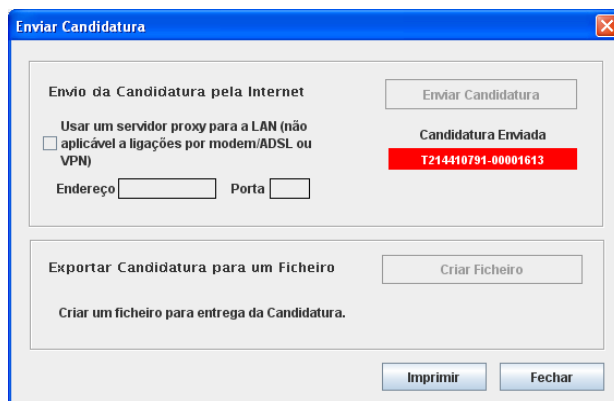 Enviar Candidatura
Envio da Candidatura pela Internet
Enviar Candidatura
Usar um servidor proxy para a LAN (não
aplicável a ligações por modem/ADSL ou
VPN)
Candidatura Enviada
T214410791-00001613
Endereço
Porta
Exportar Candidatura para um Ficheiro
Criar Ficheiro
Criar um ficheiro para entrega da Candidatura.
Imprimir
Fechar